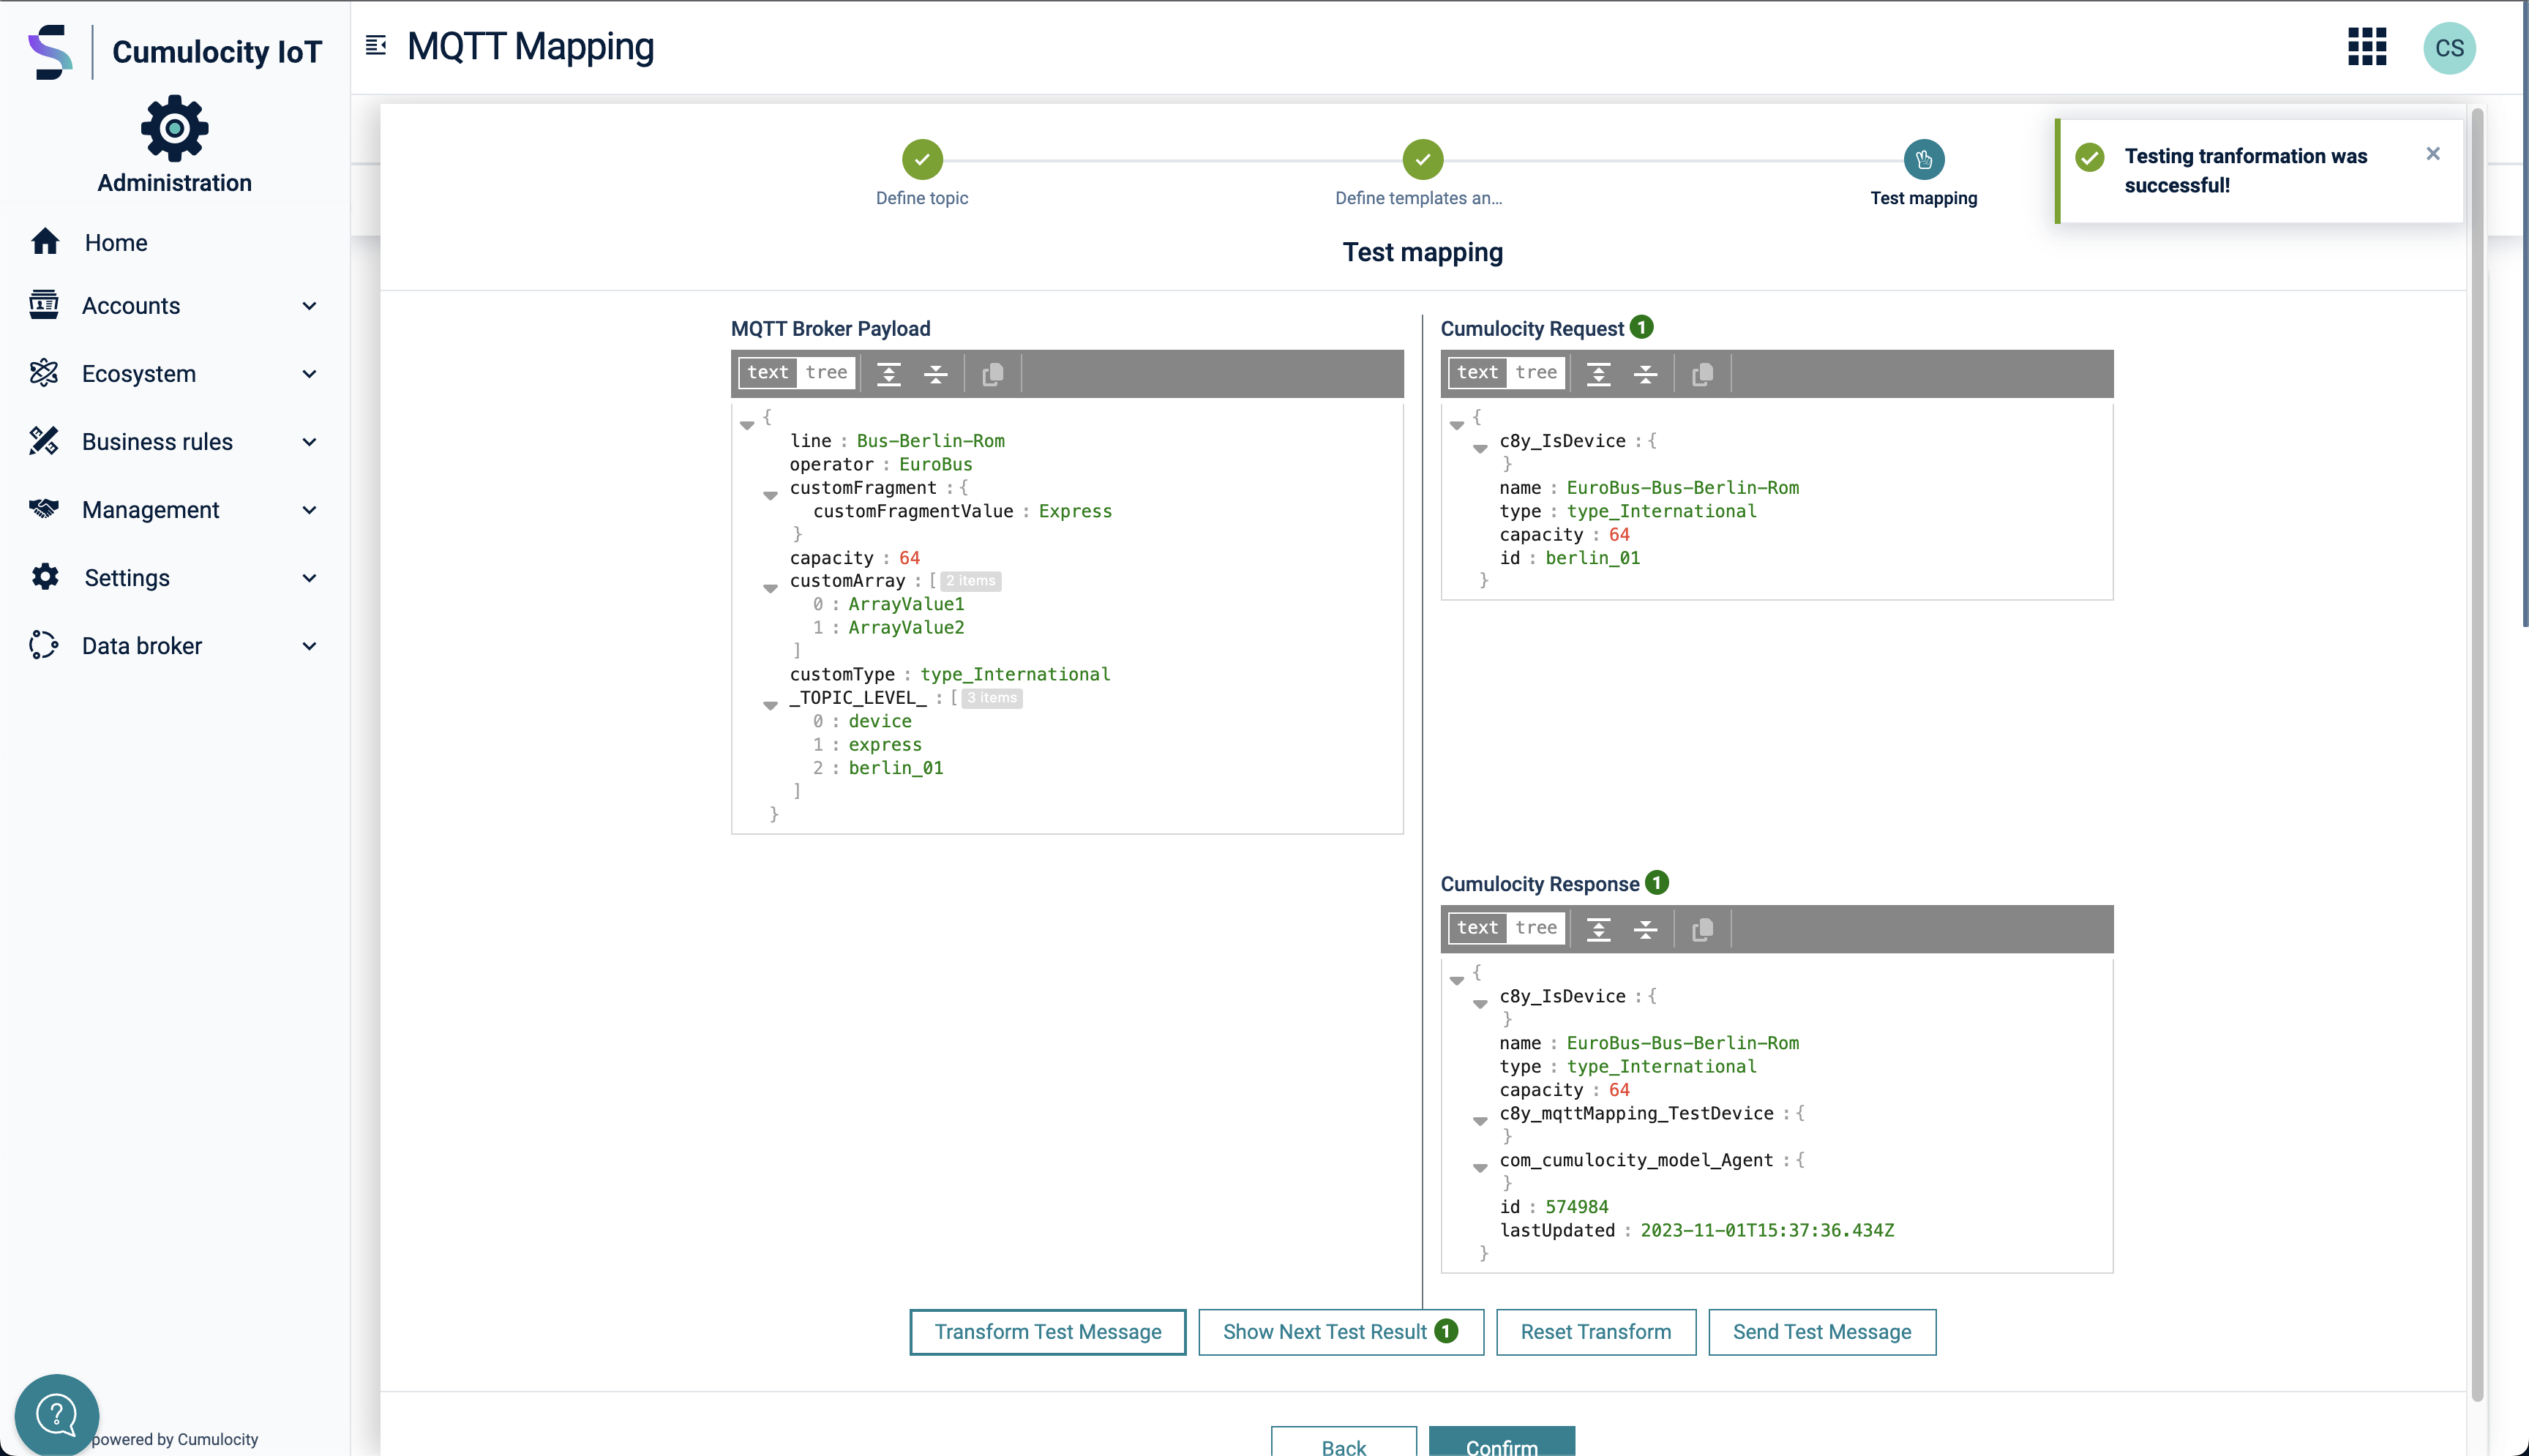 Cumulocity IoT
MQTT Mapping
CS
Administration
Home
Accounts
Ecosystem
Business rules
Management
Settings
Data broker
powered by Cumulocity
Define topic
Define templates an...
Test mapping
Testing tranformation was
successful!
Test mapping
MQTT Broker Payload
text tree
{
line : Bus-Berlin-Rom
operator : EuroBus
customFragment : {
customFragmentValue : Express
}
capacity : 64
customArray : [ 2 items
0 : ArrayValue1
1 : ArrayValue2
]
customType : type_International
_TOPIC_LEVEL_ : [ 3 items
0 : device
1 : express
2 : berlin_01
]
}
Cumulocity Request 1
text tree
{
c8y_IsDevice : {
}
name : EuroBus-Bus-Berlin-Rom
type : type_International
capacity : 64
id : berlin_01
}
Cumulocity Response 1
text tree
{
c8y_IsDevice : {
}
name : EuroBus-Bus-Berlin-Rom
type : type_International
capacity : 64
c8y_mqttMapping_TestDevice : {
}
com_cumulocity_model_Agent : {
}
id : 574984
lastUpdated : 2023-11-01T15:37:36.434Z
}
Transform Test Message
Show Next Test Result 1
Reset Transform
Send Test Message
Back
Confirm